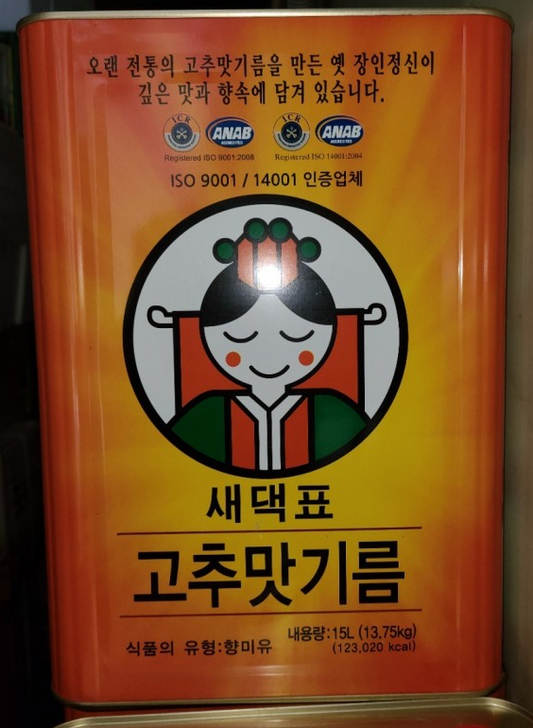 오랜 전통의 고추맛기름을 만든 옛 장인정신이
깊은 맛과 향속에 담겨 있습니다.
ICR ANAB ICR ANAB
ACCREDITED ACCREDITED
Registered ISO 9001:2008 Registered ISO 14001:2004
ISO 9001 / 14001 인증업체
새댁표
고추맛기름
식품의 유형:향미유 내용량:15L (13.75kg)
(123,020 kcal)